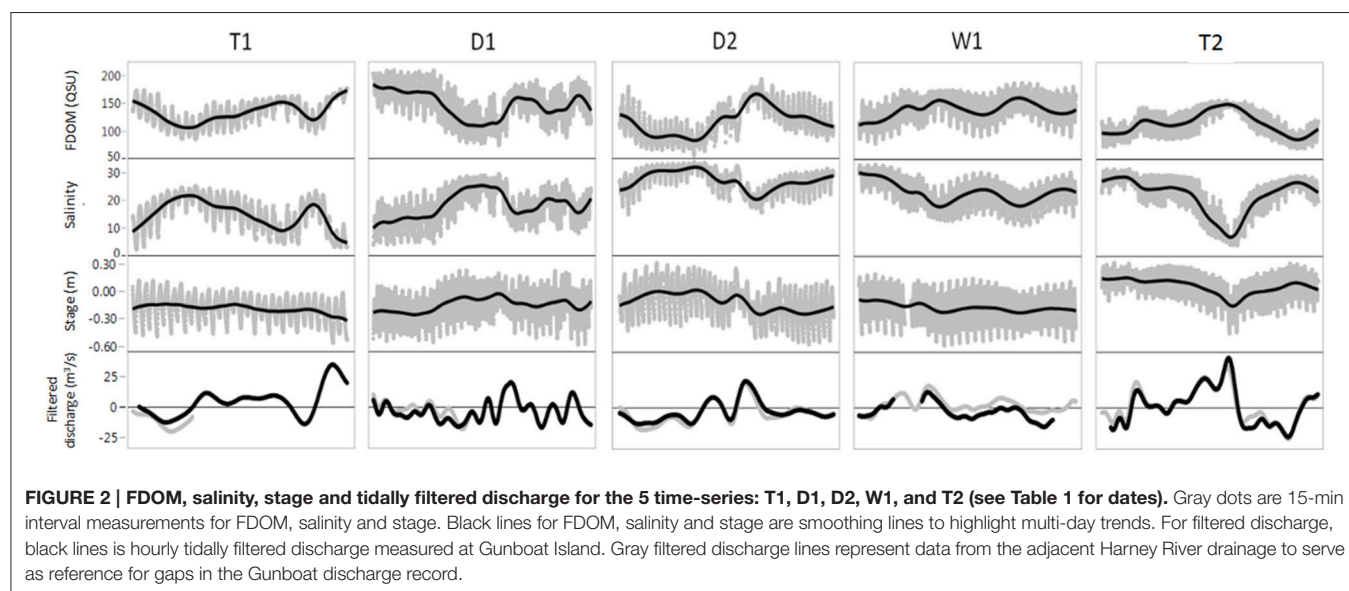 T1 D1 D2 W1 T2
FDOM (QSU)
200
150
100
50
Salinity
30
20
10
0
Stage (m)
0.30
0.00
-0.30
-0.60
Filtered
discharge (m³/s)
25
0
-25
FIGURE 2 | FDOM, salinity, stage and tidally filtered discharge for the 5 time-series: T1, D1, D2, W1, and T2 (see Table 1 for dates). Gray dots are 15-min
interval measurements for FDOM, salinity and stage. Black lines for FDOM, salinity and stage are smoothing lines to highlight multi-day trends. For filtered discharge,
black lines is hourly tidally filtered discharge measured at Gunboat Island. Gray filtered discharge lines represent data from the adjacent Harney River drainage to serve
as reference for gaps in the Gunboat discharge record.